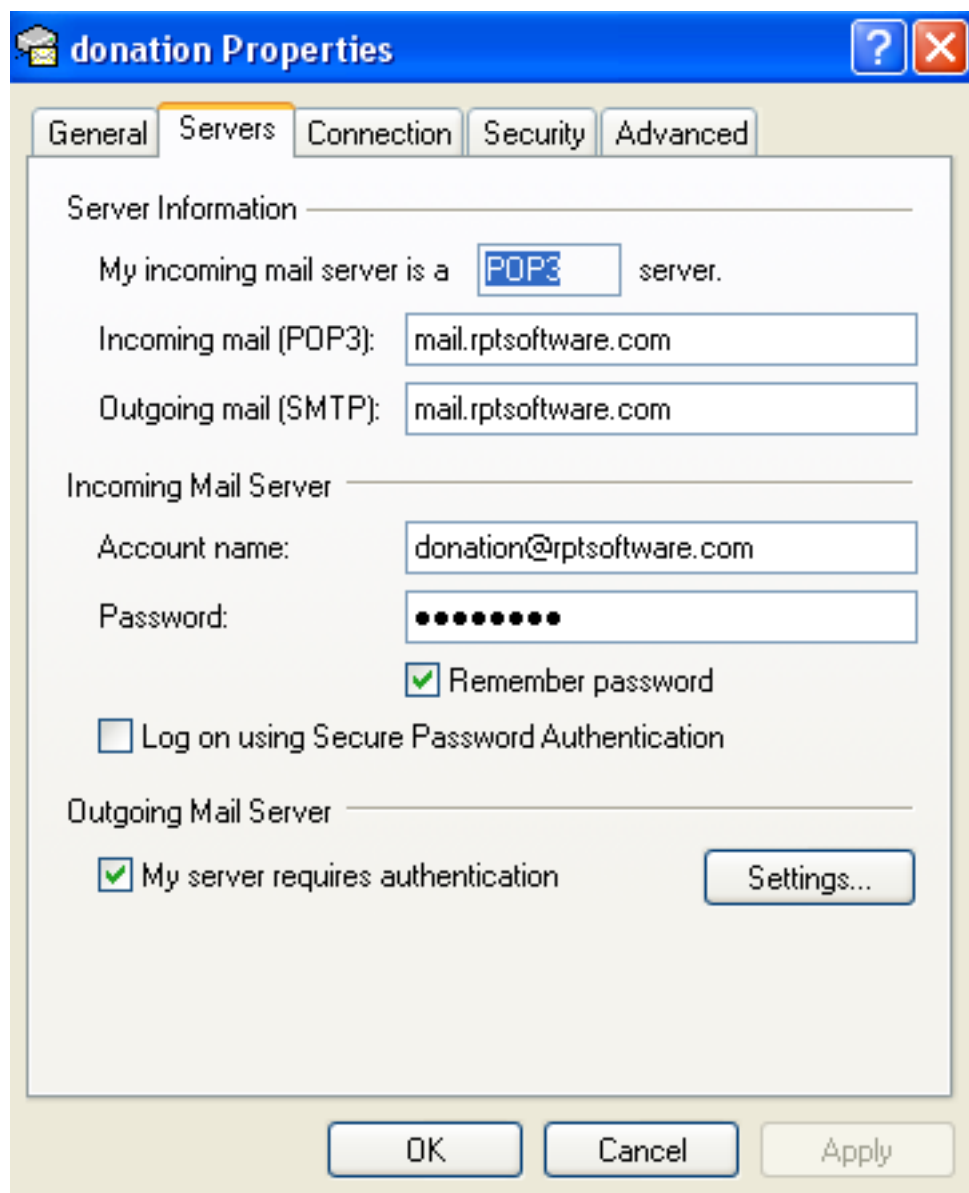 donation Properties
General Servers Connection Security Advanced
Server Information
My incoming mail server is a POP3 server.
Incoming mail (POP3): mail.rptsoftware.com
Outgoing mail (SMTP): mail.rptsoftware.com
Incoming Mail Server
Account name: donation@rptsoftware.com
Password: ●●●●●●●●
Remember password
Log on using Secure Password Authentication
Outgoing Mail Server
My server requires authentication Settings...
OK Cancel Apply